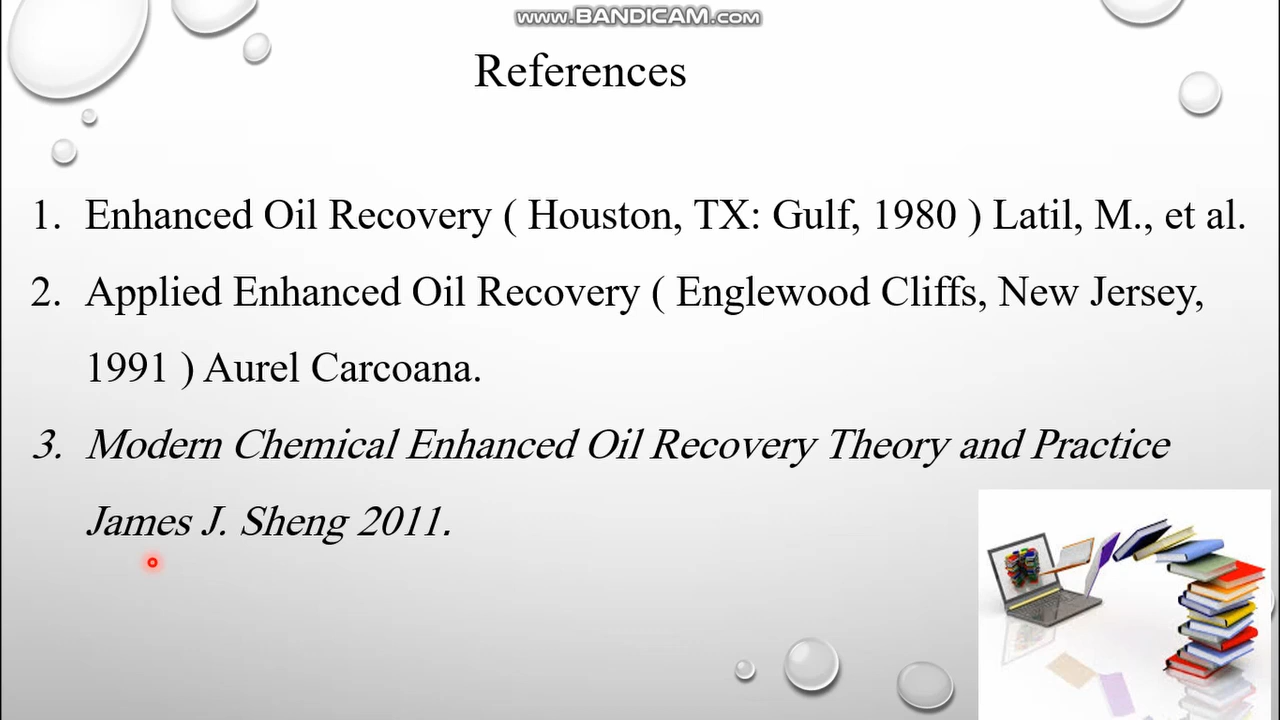 www.BANDICAM.com
References
1. Enhanced Oil Recovery ( Houston, TX: Gulf, 1980 ) Latil, M., et al.
2. Applied Enhanced Oil Recovery ( Englewood Cliffs, New Jersey,
1991 ) Aurel Carcoana.
3. Modern Chemical Enhanced Oil Recovery Theory and Practice
James J. Sheng 2011.